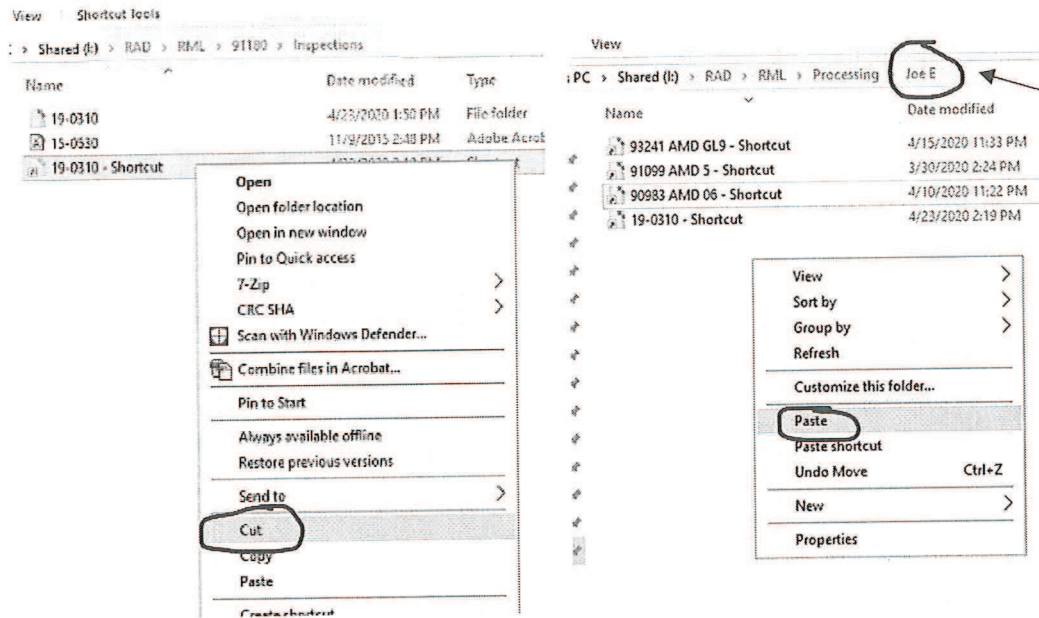 View Shortcut Tools
> Shared (I:) > RAD > RML > 91180 > Inspections
Name Date modified Type
19-0310 4/23/2020 1:50 PM File folder
15-0530 11/9/2015 2:48 PM Adobe Acrob
19-0310 - Shortcut
Open
Open folder location
Open in new window
Pin to Quick access
7-Zip
CRC SHA
Scan with Windows Defender...
Combine files in Acrobat...
Pin to Start
Always available offline
Restore previous versions
Send to
Cut
Copy
Paste
Create shortcut
View
PC > Shared (I:) > RAD > RML > Processing Joe E
Name Date modified
93241 AMD GL9 - Shortcut 4/15/2020 11:33 PM
91099 AMD 5 - Shortcut 3/30/2020 2:24 PM
90983 AMD 06 - Shortcut 4/10/2020 11:22 PM
19-0310 - Shortcut 4/23/2020 2:19 PM
View
Sort by
Group by
Refresh
Customize this folder...
Paste
Paste shortcut
Undo Move Ctrl+Z
New
Properties